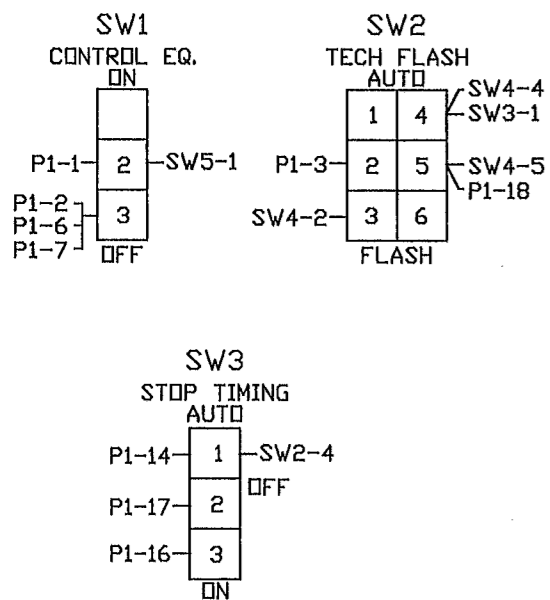 SW1
CONTROL EQ.
ON
P1-1
2
SW5-1
P1-2
P1-6
P1-7
3
OFF
SW2
TECH FLASH
AUTO
1
4
SW4-4
SW3-1
P1-3
2
5
SW4-5
P1-18
SW4-2
3
6
FLASH
SW3
STOP TIMING
AUTO
P1-14
1
SW2-4
OFF
P1-17
2
P1-16
3
ON